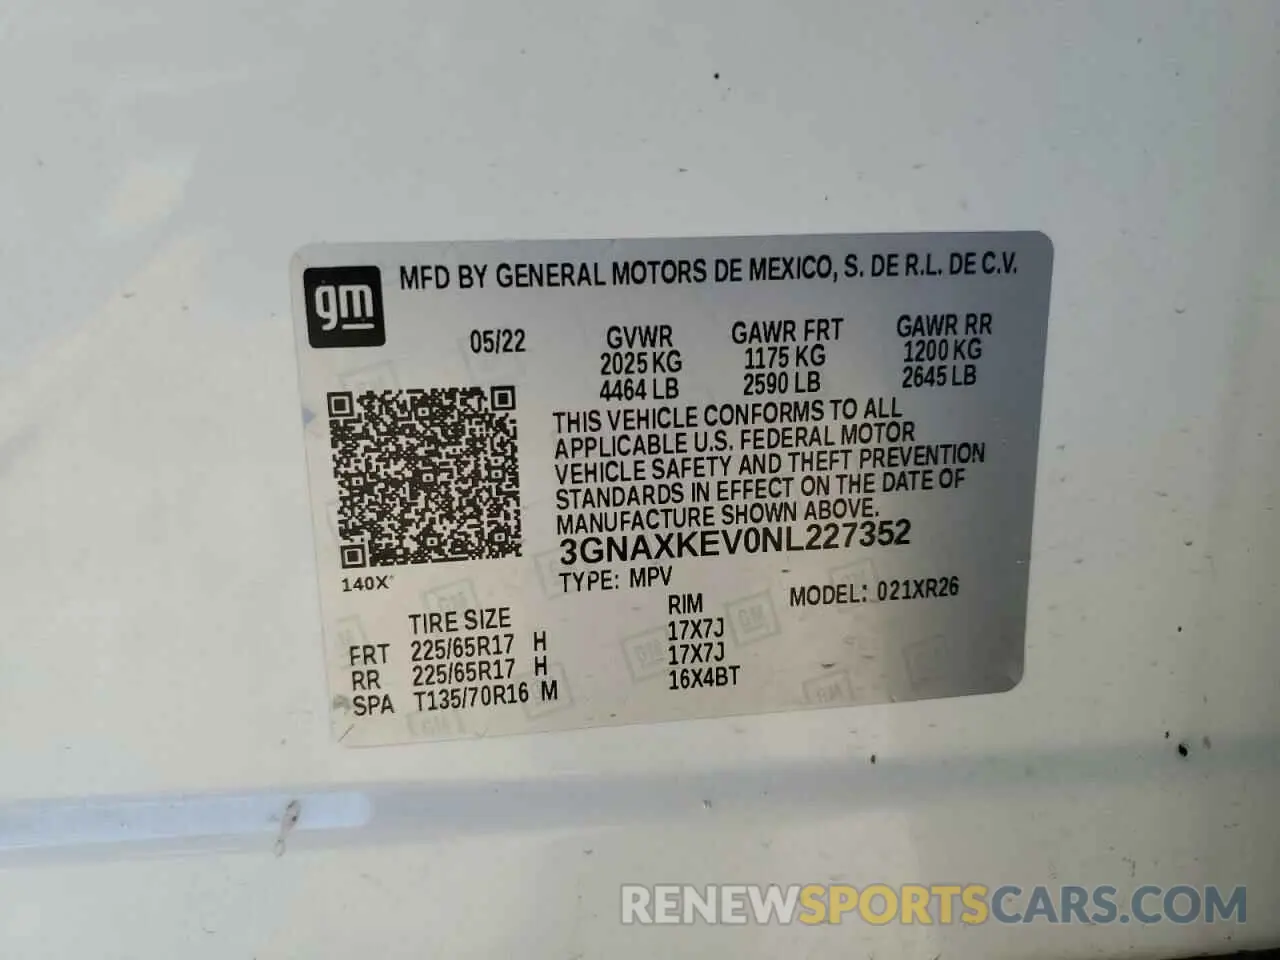 gm
MFD BY GENERAL MOTORS DE MEXICO, S. DE R.L. DE C.V.
05/22 GVWR GAWR FRT GAWR RR
2025 KG 1175 KG 1200 KG
4464 LB 2590 LB 2645 LB
THIS VEHICLE CONFORMS TO ALL
APPLICABLE U.S. FEDERAL MOTOR
VEHICLE SAFETY AND THEFT PREVENTION
STANDARDS IN EFFECT ON THE DATE OF
MANUFACTURE SHOWN ABOVE.
3GNAXKEV0NL227352
140X
TYPE: MPV MODEL: 021XR26
TIRE SIZE RIM
FRT 225/65R17 H 17X7J
RR 225/65R17 H 17X7J
SPA T135/70R16 M 16X4BT
RENEWSPORTSCARS.COM